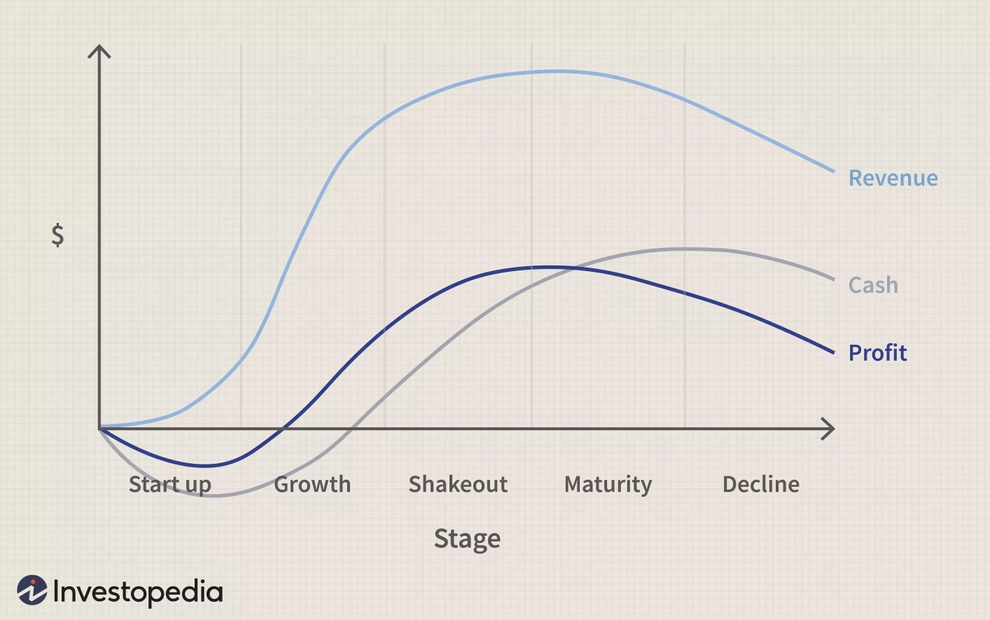 $
Revenue
Cash
Profit
Start up
Growth
Shakeout
Maturity
Decline
Stage
Investopedia